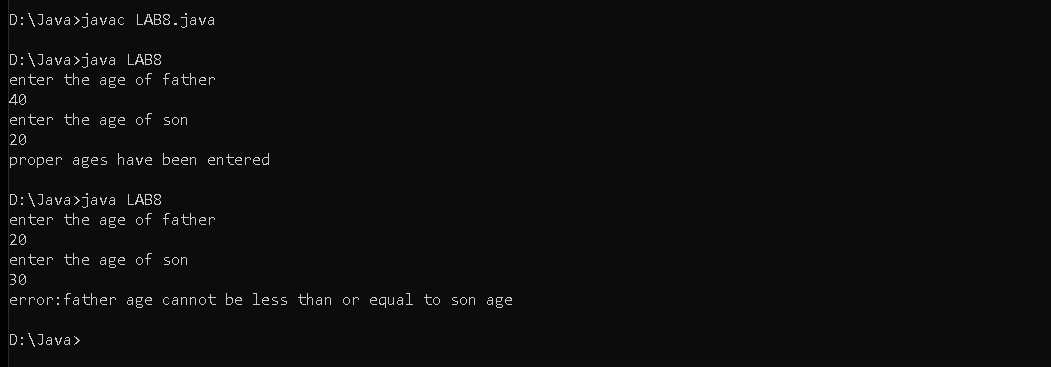 D:\Java>javac LAB8.java
D:\Java>java LAB8
enter the age of father
40
enter the age of son
20
proper ages have been entered
D:\Java>java LAB8
enter the age of father
20
enter the age of son
30
error:father age cannot be less than or equal to son age
D:\Java>